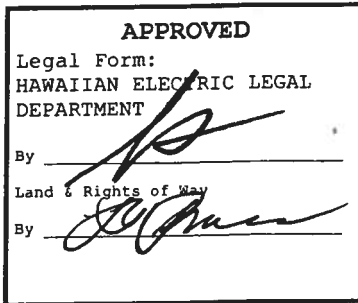 APPROVED
Legal Form:
HAWAIIAN ELECTRIC LEGAL
DEPARTMENT
By
Land & Rights of Way
By